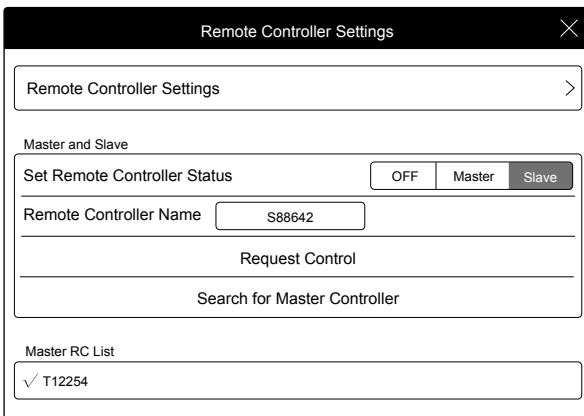 Remote Controller Settings
Remote Controller Settings
Master and Slave
Set Remote Controller Status OFF Master Slave
Remote Controller Name S88642
Request Control
Search for Master Controller
Master RC List
√ T12254